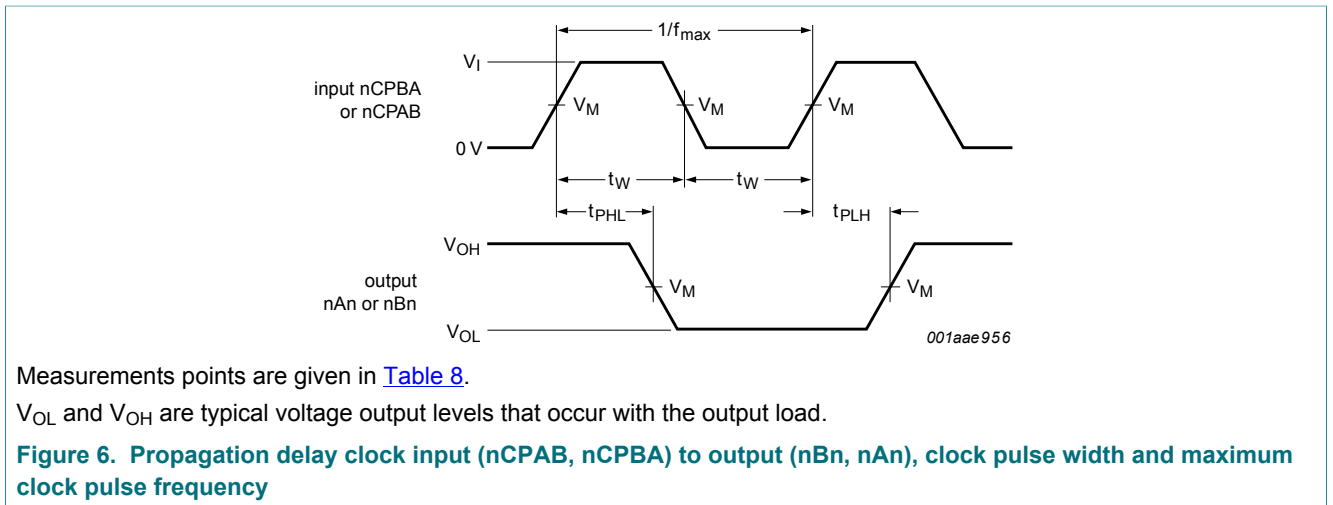 1/fmax
VI
input nCPBA
or nCPAB
VM
VM
VM
0 V
tW
tW
tPHL
tPLH
VOH
output
nAn or nBn
VM
VM
VOL
001aae956
Measurements points are given in Table 8.
VOL and VOH are typical voltage output levels that occur with the output load.
Figure 6. Propagation delay clock input (nCPAB, nCPBA) to output (nBn, nAn), clock pulse width and maximum
clock pulse frequency